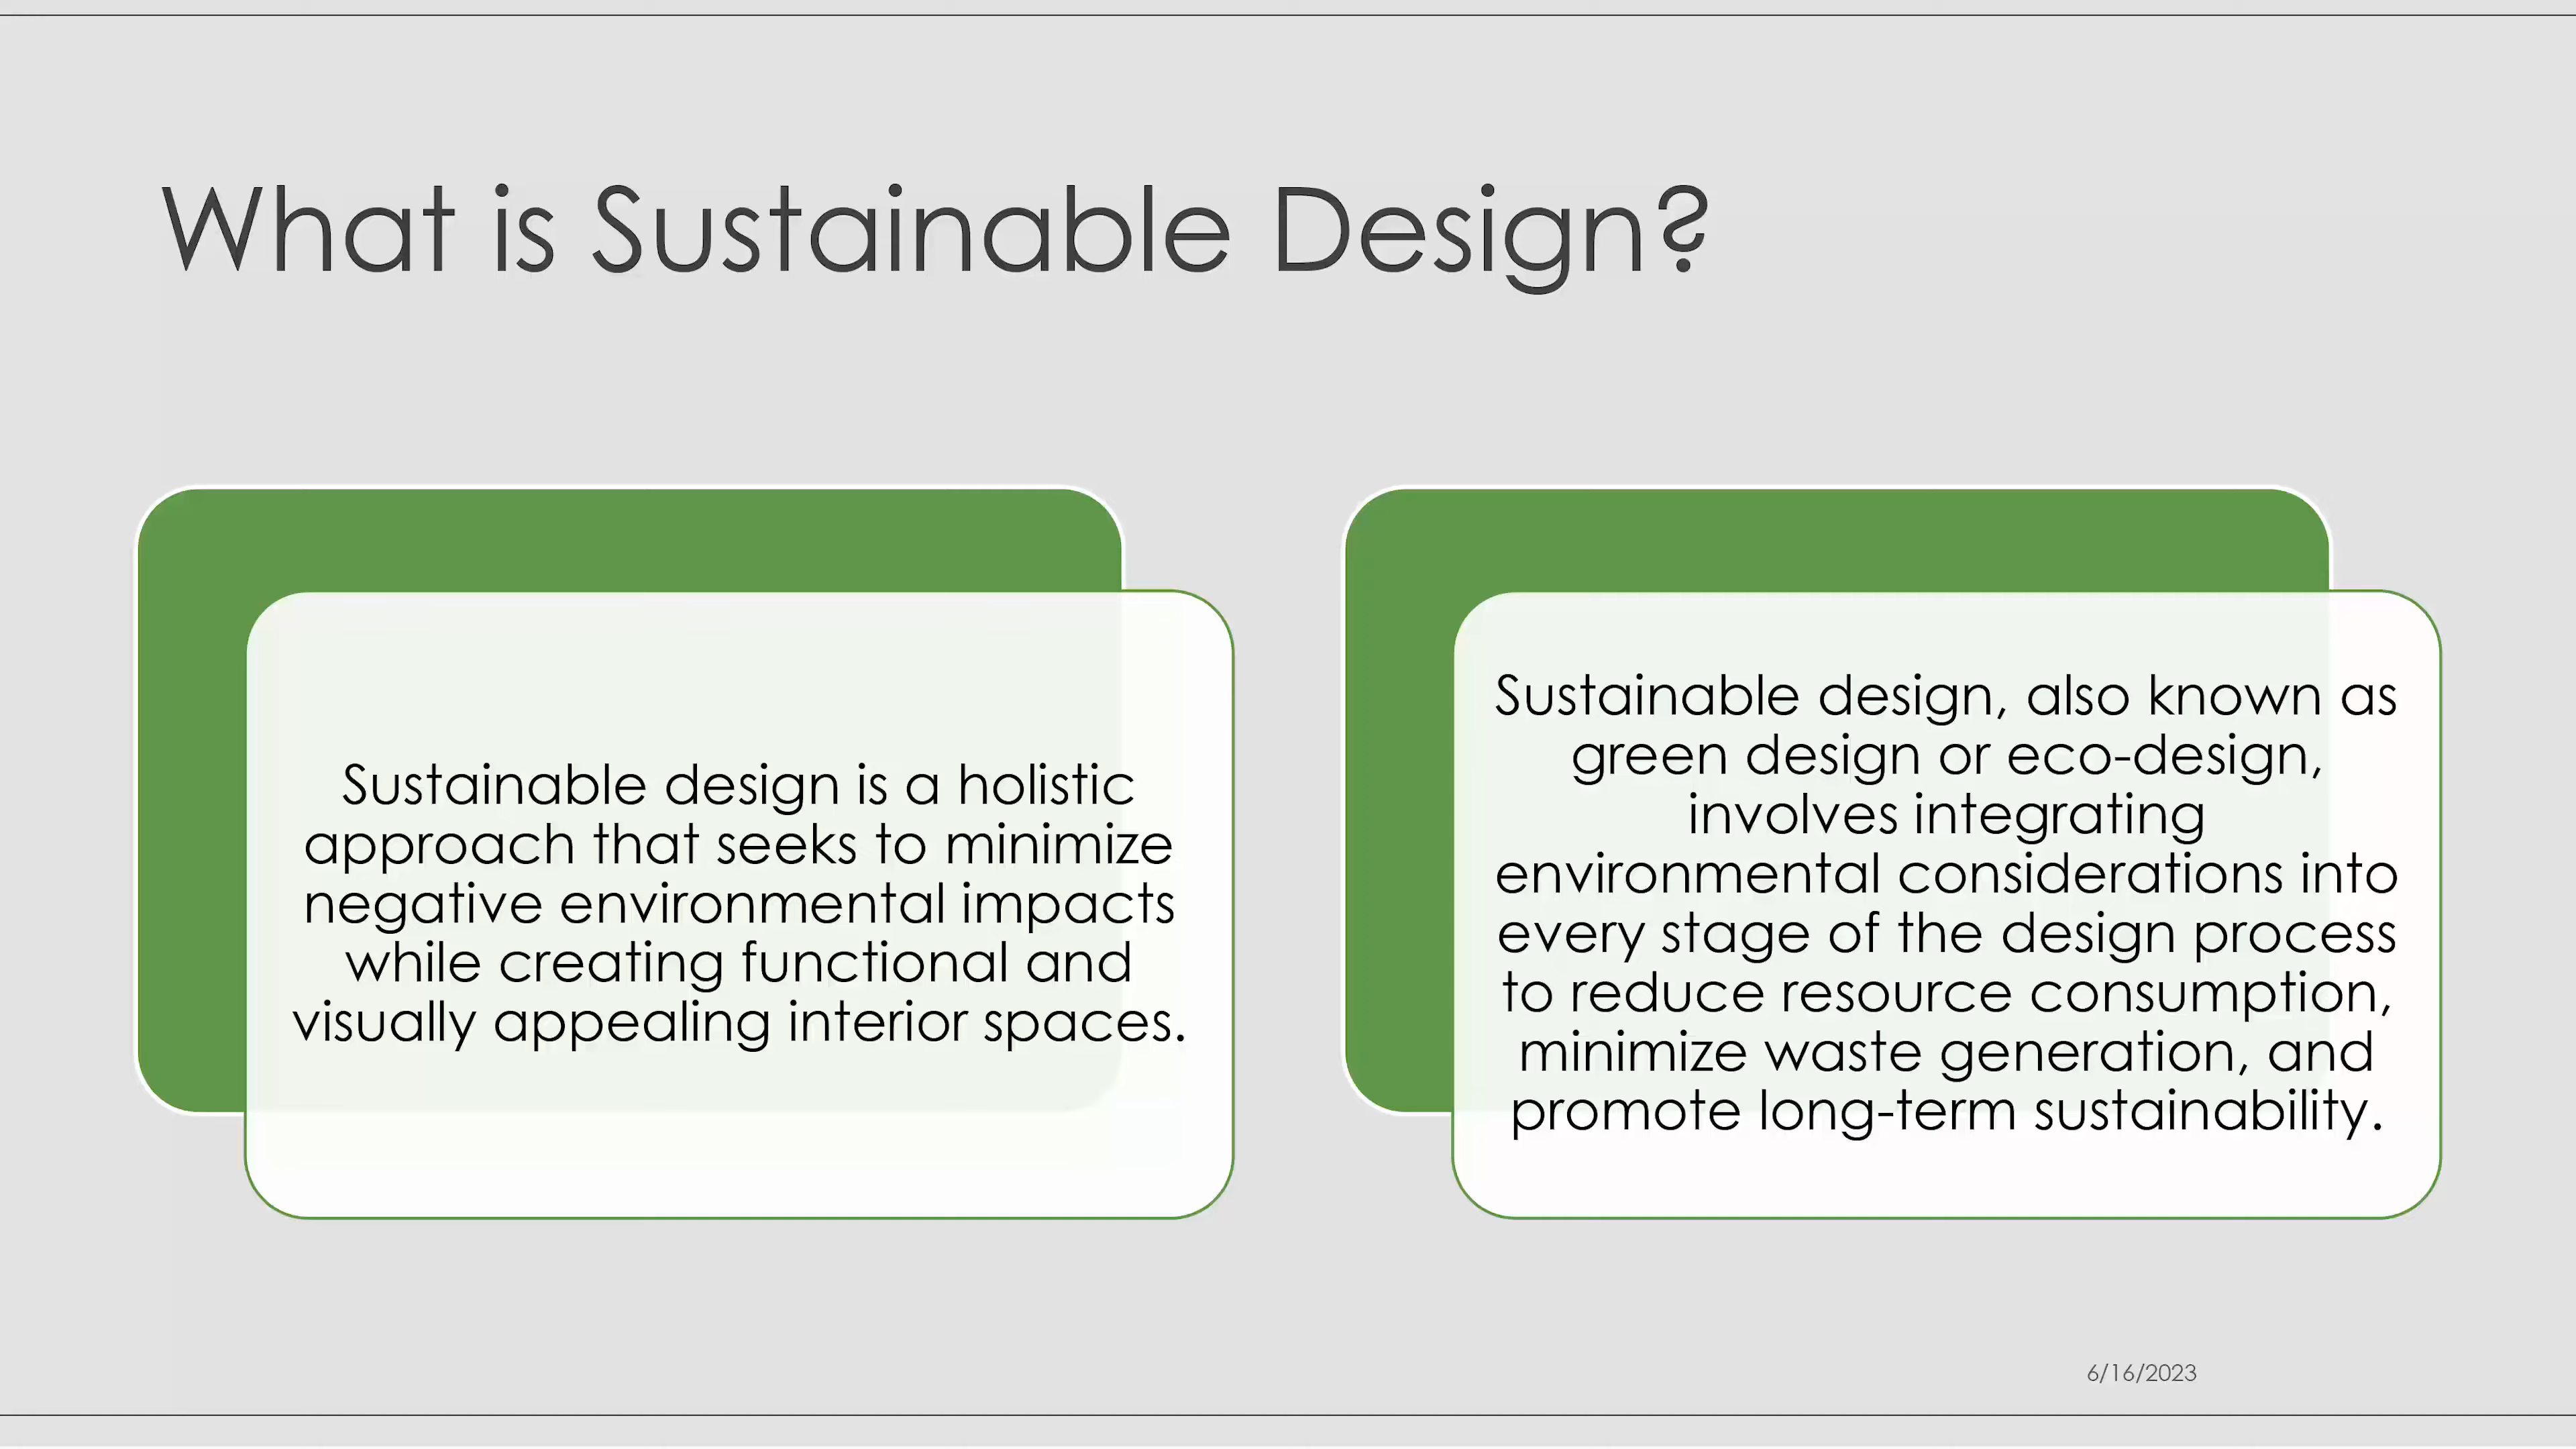 What is Sustainable Design?
Sustainable design is a holistic
approach that seeks to minimize
negative environmental impacts
while creating functional and
visually appealing interior spaces.
Sustainable design, also known as
green design or eco-design,
involves integrating
environmental considerations into
every stage of the design process
to reduce resource consumption,
minimize waste generation, and
promote long-term sustainability.
6/16/2023